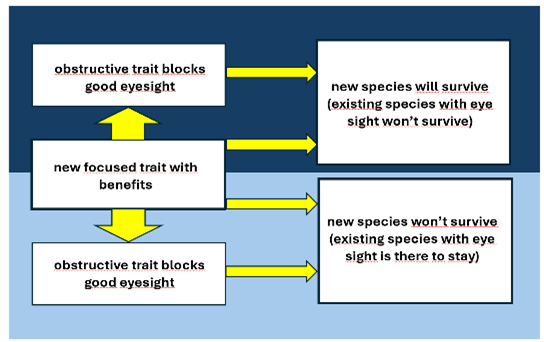 obstructive trait blocks
good eyesight
new species will survive
(existing species with eye
sight won’t survive)
new focused trait with
benefits
new species won’t survive
(existing species with eye
sight is there to stay)
obstructive trait blocks
good eyesight